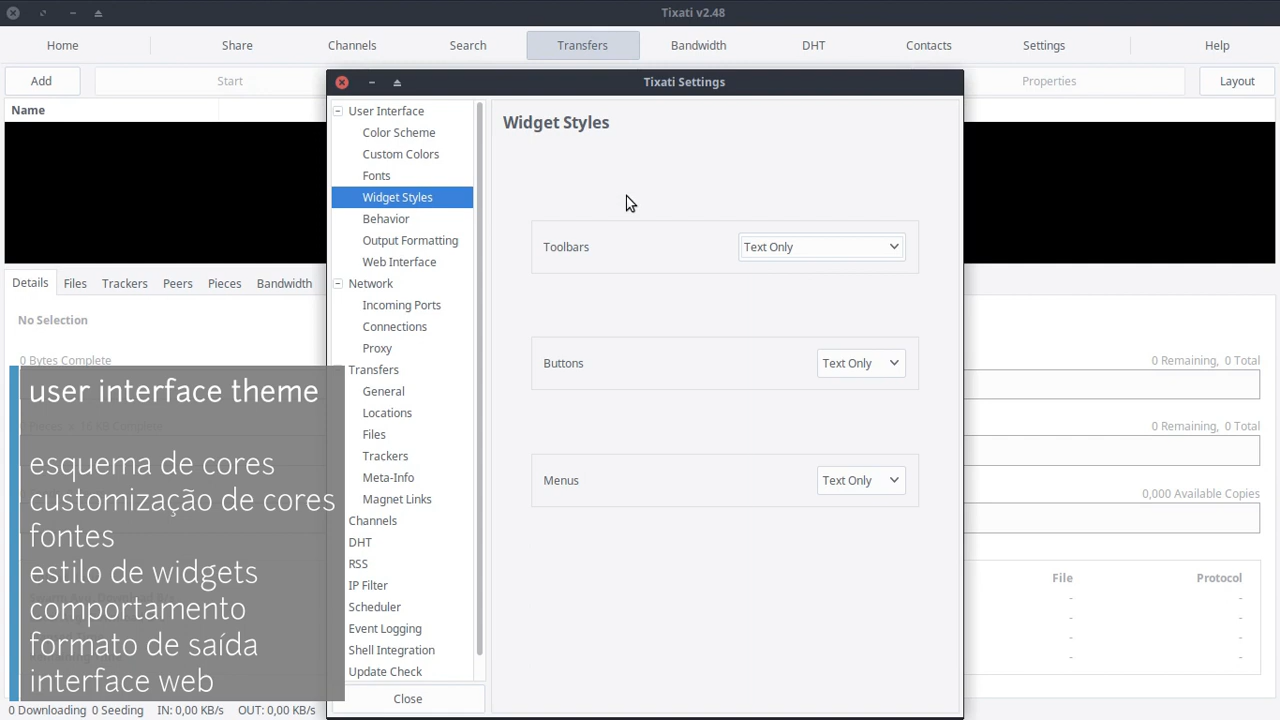 Tixati v2.48
Home
Share
Channels
Search
Transfers
Bandwidth
DHT
Contacts
Settings
Help
Add
Start
Properties
Layout
Name
Tixati Settings
User Interface
Color Scheme
Custom Colors
Fonts
Widget Styles
Behavior
Output Formatting
Web Interface
Network
Incoming Ports
Connections
Proxy
Transfers
General
Locations
Files
Trackers
Meta-Info
Magnet Links
Channels
DHT
RSS
IP Filter
Scheduler
Event Logging
Shell Integration
Update Check
Close
Widget Styles
Toolbars
Text Only
Buttons
Text Only
Menus
Text Only
Details
Files
Trackers
Peers
Pieces
Bandwidth
No Selection
0 Bytes Complete
0 Remaining, 0 Total
0 Remaining, 0 Total
0,000 Available Copies
File
Protocol
-
-
-
-
-
-
-
-
user interface theme
esquema de cores
customização de cores
fontes
estilo de widgets
comportamento
formato de saída
interface web
0 Downloading 0 Seeding
IN: 0,00 KB/s
OUT: 0,00 KB/s